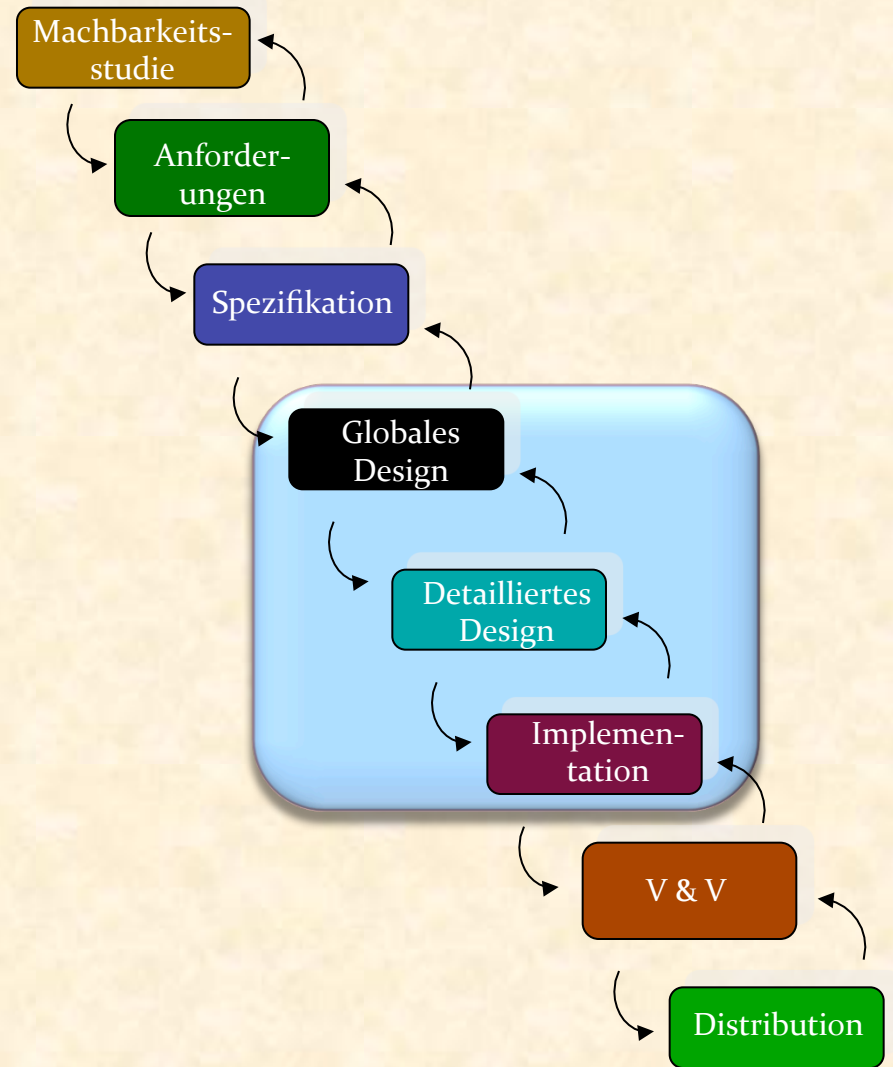 Machbarkeits-
studie
Anforder-
ungen
Spezifikation
Globales
Design
Detailliertes
Design
Implemen-
tation
V & V
Distribution